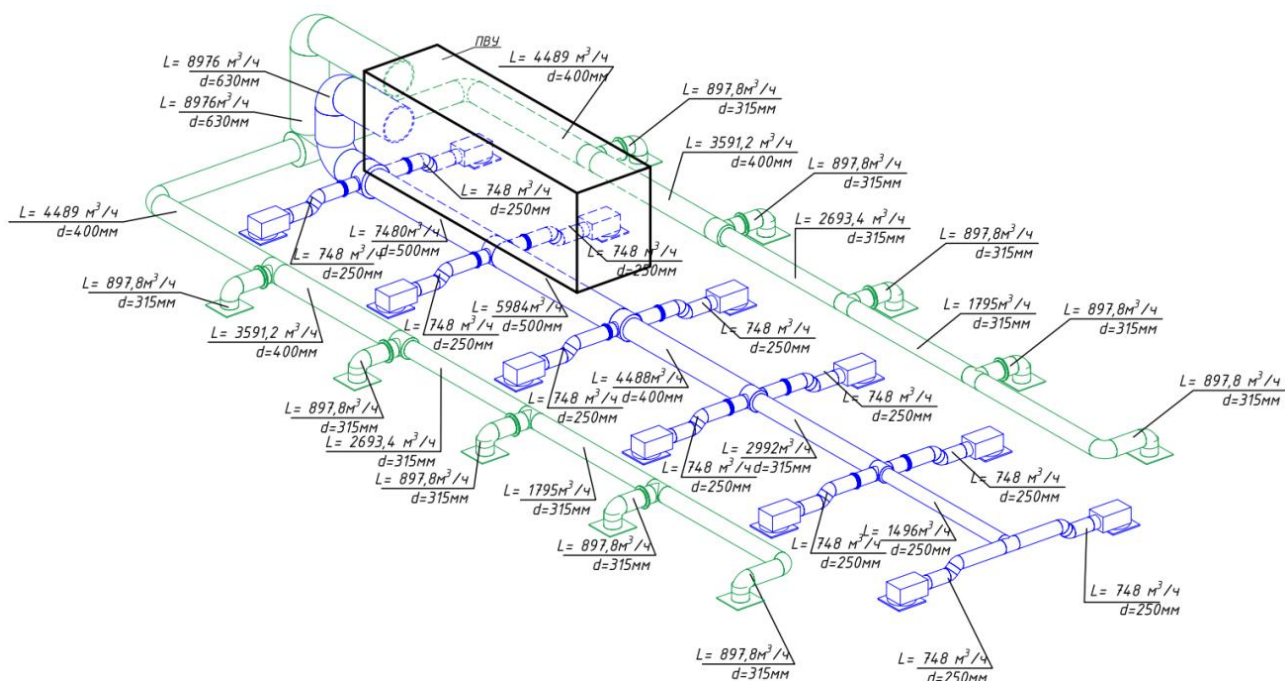 ПВУ
L= 4489 м³/ч
d=400мм
L= 8976 м³/ч
d=630мм
L= 8976м³/ч
d=630мм
L= 897,8м³/ч
d=315мм
L= 3591,2 м³/ч
d=400мм
L= 897,8м³/ч
d=315мм
L= 748 м³/ч
d=250мм
L= 4489 м³/ч
d=400мм
L= 2693,4 м³/ч
d=315мм
L= 7480м³/ч
d=500мм
L= 748 м³/ч
d=250мм
L= 748 м³/ч
d=250мм
L= 897,8м³/ч
d=315мм
L= 897,8м³/ч
d=315мм
L= 1795м³/ч
d=315мм
L= 897,8м³/ч
d=315мм
L= 5984м³/ч
d=500мм
L= 748 м³/ч
d=250мм
L= 3591,2 м³/ч
d=400мм
L= 748 м³/ч
d=250мм
L= 4488м³/ч
d=400мм
L= 748 м³/ч
d=250мм
L= 748 м³/ч
d=250мм
L= 897,8 м³/ч
d=315мм
L= 897,8м³/ч
d=315мм
L= 2693,4 м³/ч
d=315мм
L= 2992м³/ч
d=315мм
L= 748 м³/ч
d=250мм
L= 897,8м³/ч
d=315мм
L= 748 м³/ч
d=250мм
L= 1795м³/ч
d=315мм
L= 1496м³/ч
d=250мм
L= 748 м³/ч
d=250мм
L= 897,8м³/ч
d=315мм
L= 748 м³/ч
d=250мм
L= 897,8м³/ч
d=315мм
L= 748 м³/ч
d=250мм